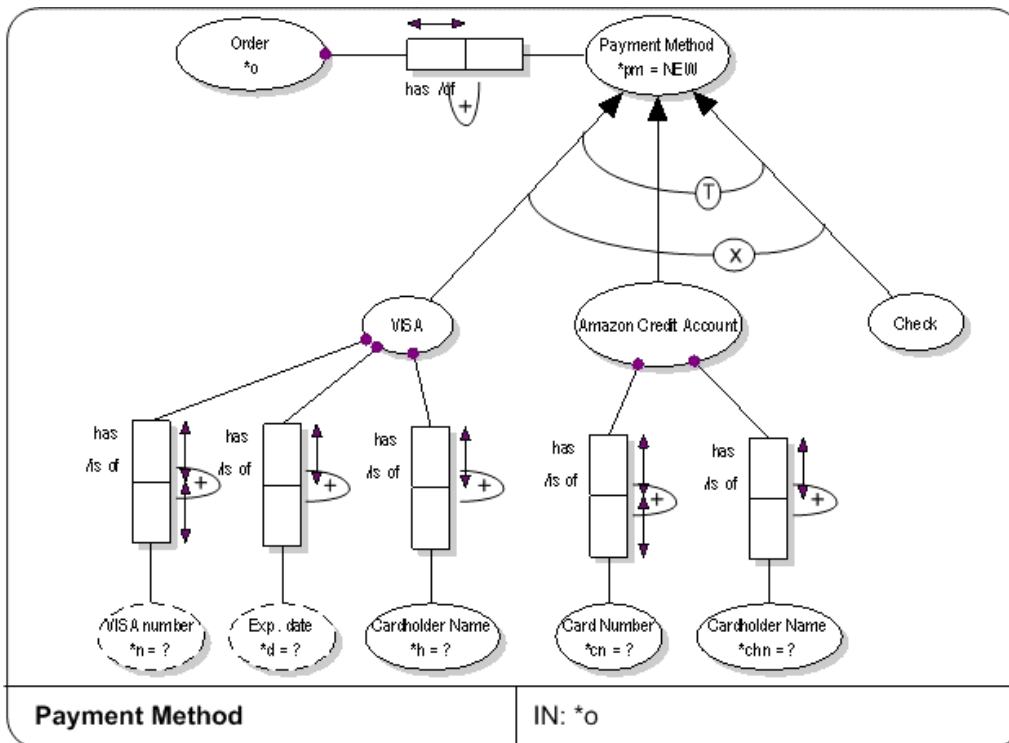 Order
*o
has /of
+
Payment Method
*pm = NEW
T
X
VISA
Amazon Credit Account
Check
has
/is of
+
has
/is of
+
has
/is of
+
has
/is of
+
has
/is of
+
VISA number
*n = ?
Exp. date
*d = ?
Cardholder Name
*h = ?
Card Number
*cn = ?
Cardholder Name
*chn = ?
Payment Method
IN: *o